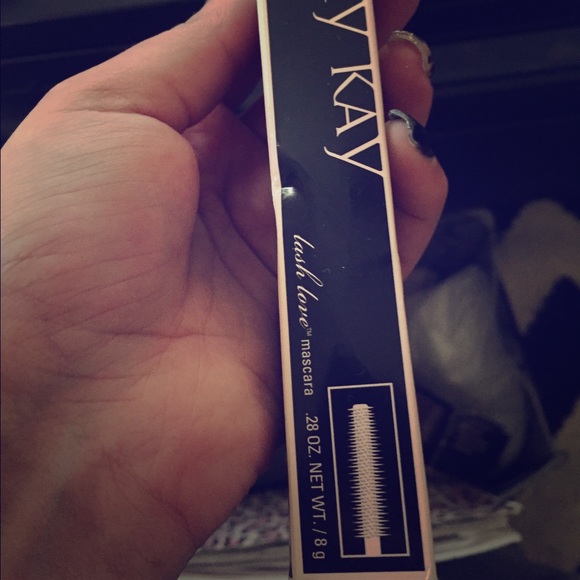 Y KAY
lash love™ mascara
.28 OZ. NET WT. / 8 g